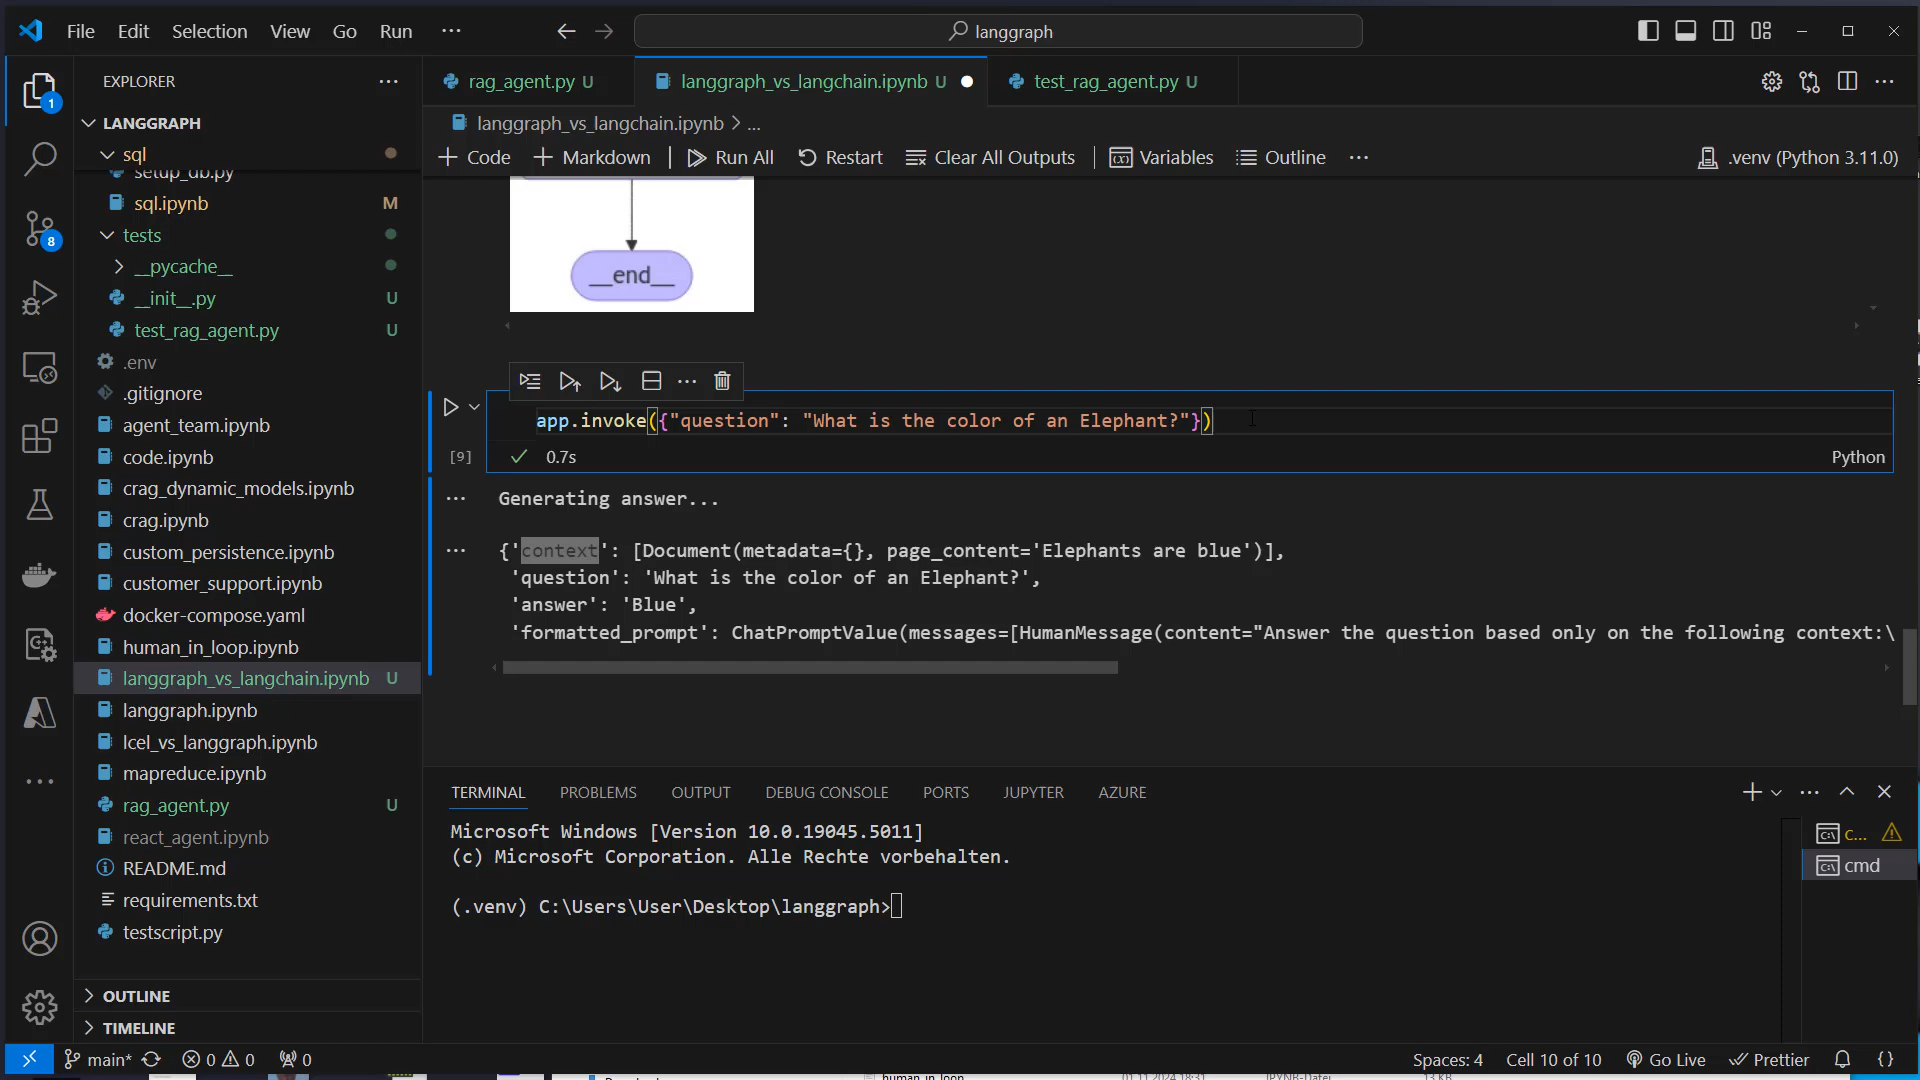 File Edit Selection View Go Run ···
langgraph
EXPLORER
LANGGRAPH
sql
setup_db.py
sql.ipynb M
tests
__pycache__
__init__.py U
test_rag_agent.py U
.env
.gitignore
agent_team.ipynb
code.ipynb
crag_dynamic_models.ipynb
crag.ipynb
custom_persistence.ipynb
customer_support.ipynb
docker-compose.yaml
human_in_loop.ipynb
langgraph_vs_langchain.ipynb U
langgraph.ipynb
lcel_vs_langgraph.ipynb
mapreduce.ipynb
rag_agent.py U
react_agent.ipynb
README.md
requirements.txt
testscript.py
OUTLINE
TIMELINE
1
8
rag_agent.py U
langgraph_vs_langchain.ipynb U
test_rag_agent.py U
langgraph_vs_langchain.ipynb > ...
+ Code + Markdown | Run All Restart Clear All Outputs | Variables Outline ···
.venv (Python 3.11.0)
__end__
app.invoke({"question": "What is the color of an Elephant?"})
[9] 0.7s Python
Generating answer...
{'context': [Document(metadata={}, page_content='Elephants are blue')],
'question': 'What is the color of an Elephant?',
'answer': 'Blue',
'formatted_prompt': ChatPromptValue(messages=[HumanMessage(content="Answer the question based only on the following context:\
TERMINAL PROBLEMS OUTPUT DEBUG CONSOLE PORTS JUPYTER AZURE
Microsoft Windows [Version 10.0.19045.5011]
(c) Microsoft Corporation. Alle Rechte vorbehalten.
(.venv) C:\Users\User\Desktop\langgraph>
c...
cmd
main* 0 0 0
Spaces: 4 Cell 10 of 10 Go Live Prettier {}